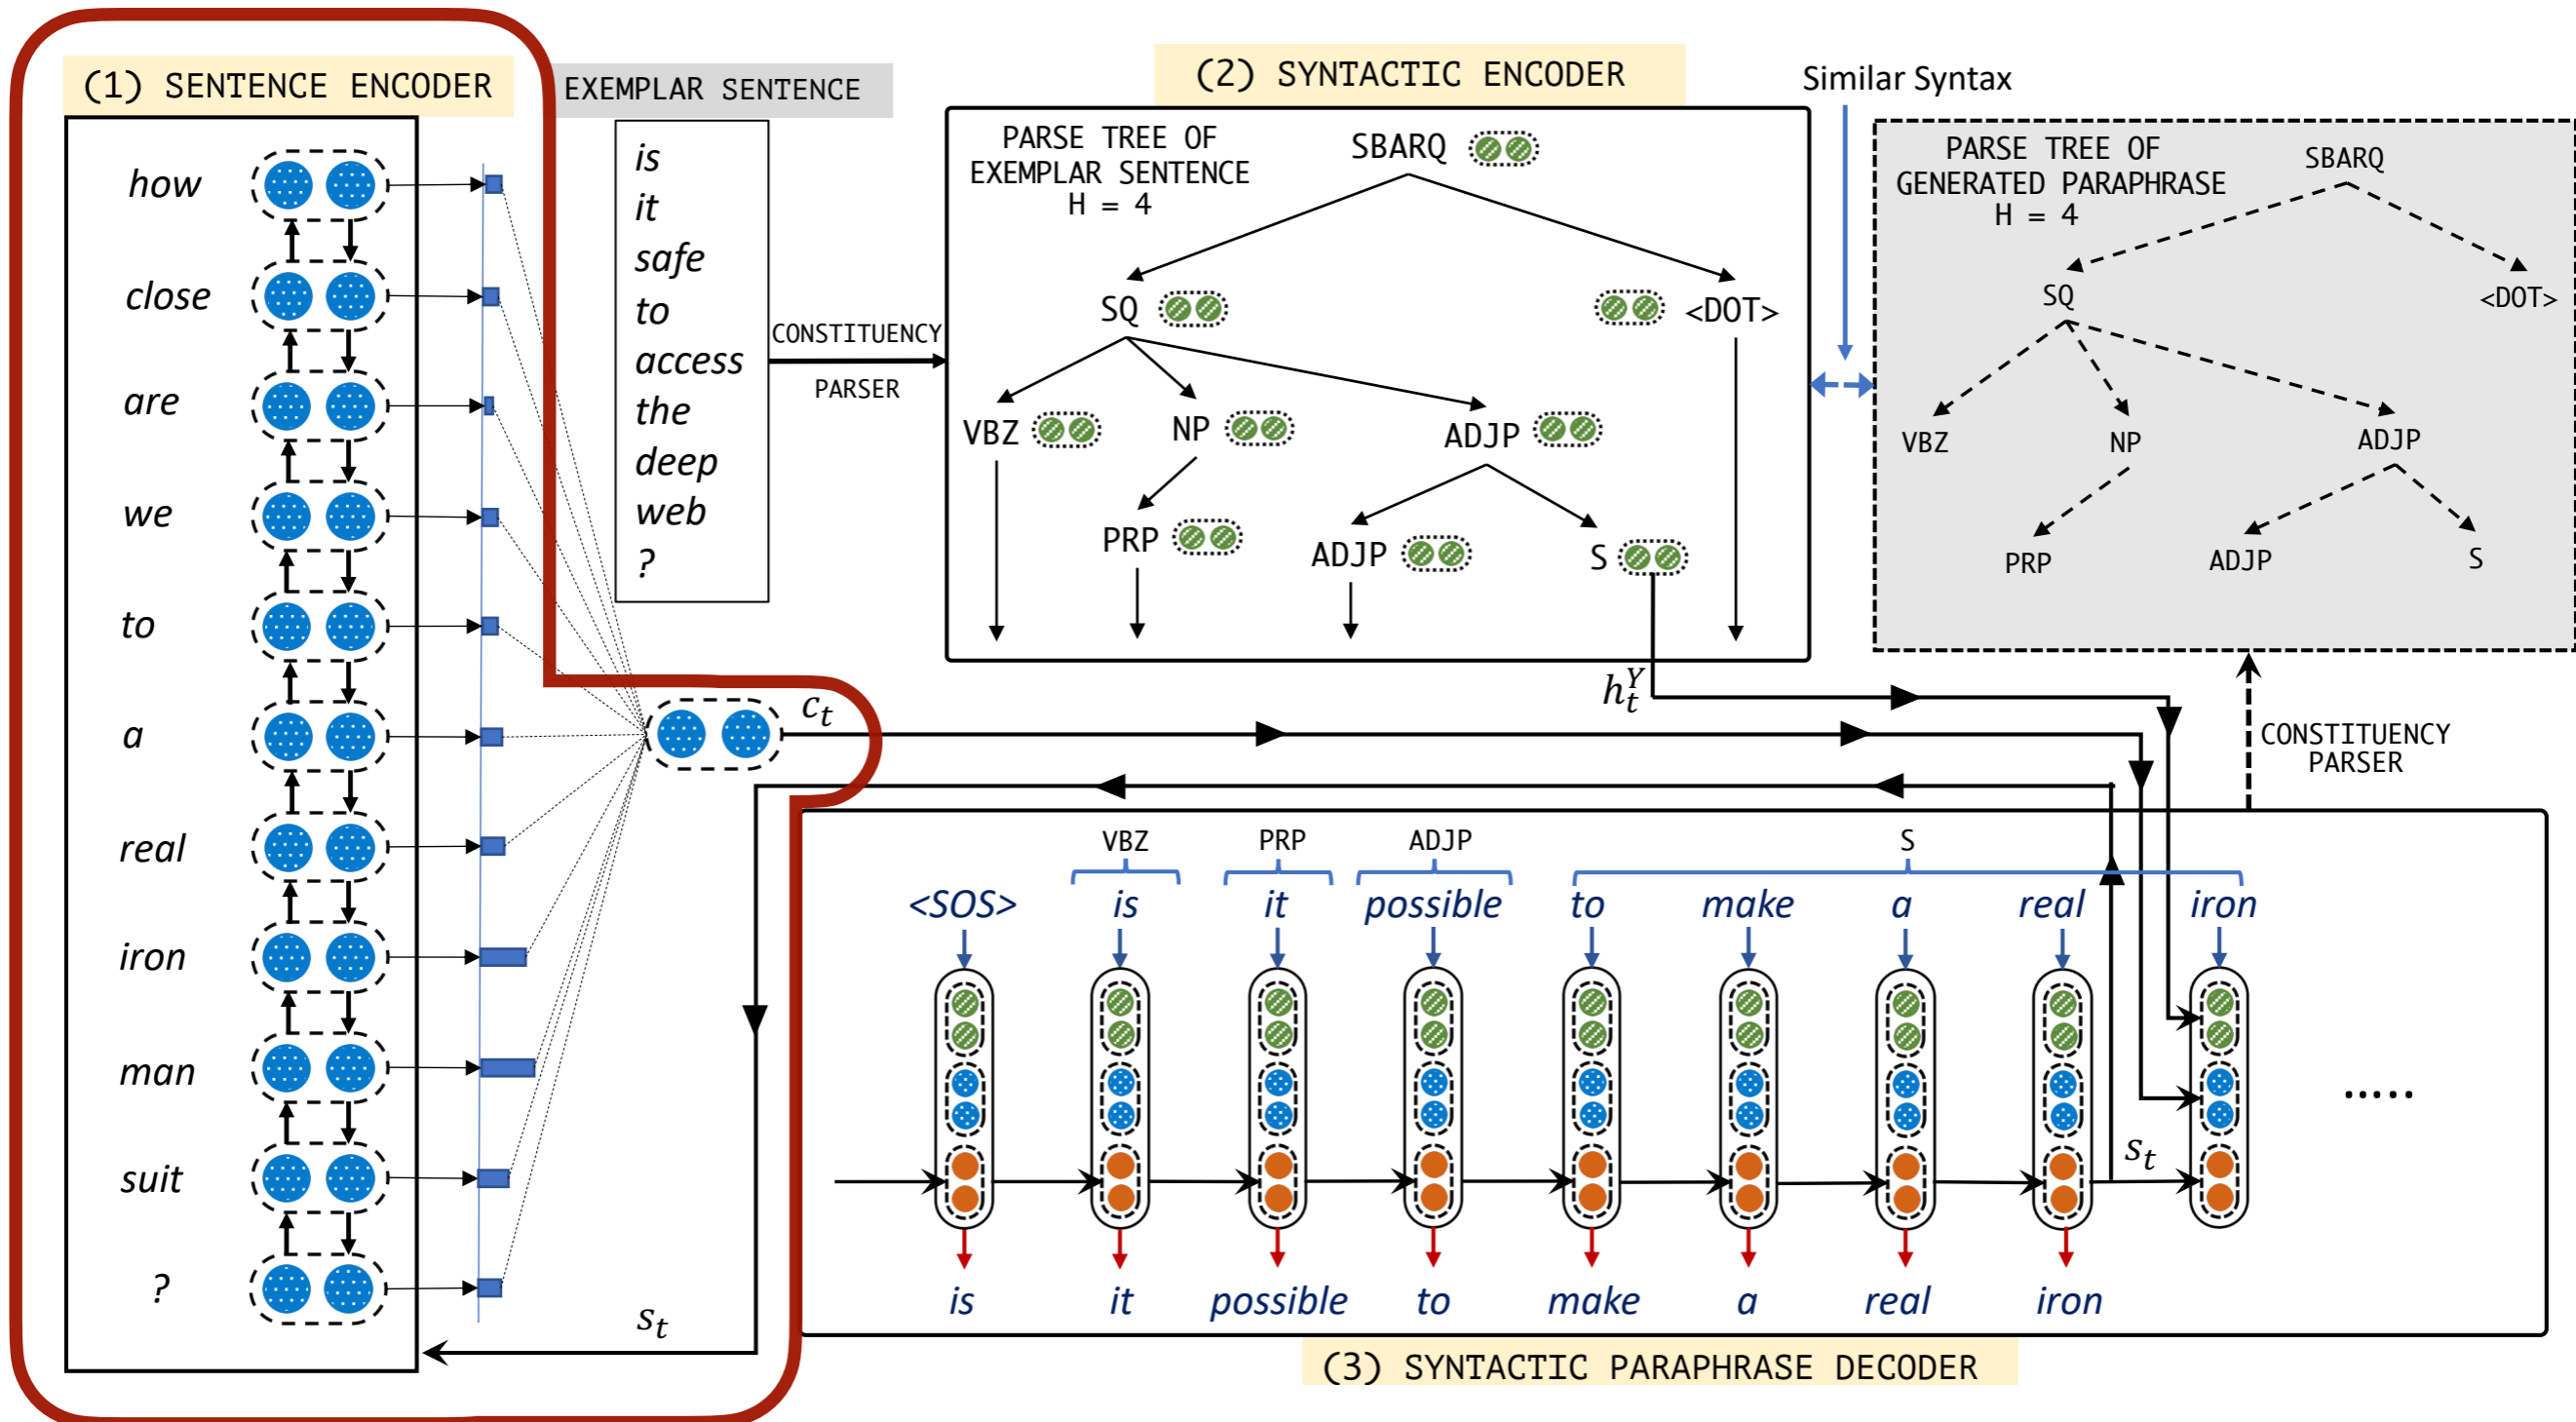 (1) SENTENCE ENCODER
how
close
are
we
to
a
real
iron
man
suit
?
EXEMPLAR SENTENCE
is
it
safe
to
access
the
deep
web
?
CONSTITUENCY
PARSER
(2) SYNTACTIC ENCODER
PARSE TREE OF
EXEMPLAR SENTENCE
H = 4
SBARQ
SQ
<DOT>
VBZ
NP
ADJP
PRP
ADJP
S
Similar Syntax
PARSE TREE OF
GENERATED PARAPHRASE
H = 4
SBARQ
SQ
<DOT>
VBZ
NP
ADJP
PRP
ADJP
S
c_t
h_t^Y
CONSTITUENCY
PARSER
VBZ PRP ADJP S
<SOS> is it possible to make a real iron
s_t
.....
is it possible to make a real iron
s_t
(3) SYNTACTIC PARAPHRASE DECODER